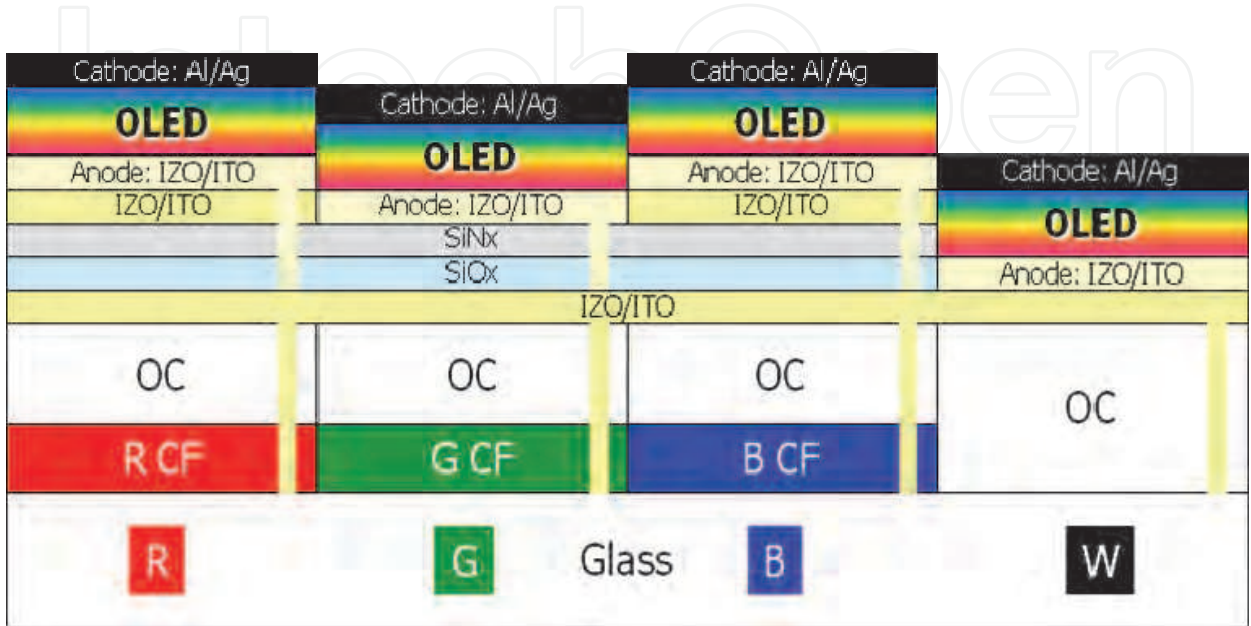 IntechOpen
Cathode: Al/Ag
Cathode: Al/Ag
OLED
Cathode: Al/Ag
OLED
Anode: IZO/ITO
OLED
Anode: IZO/ITO
Cathode: Al/Ag
IZO/ITO
Anode: IZO/ITO
IZO/ITO
OLED
SiNx
SiOx
Anode: IZO/ITO
IZO/ITO
OC
OC
OC
OC
R CF
G CF
B CF
R
G
Glass
B
W